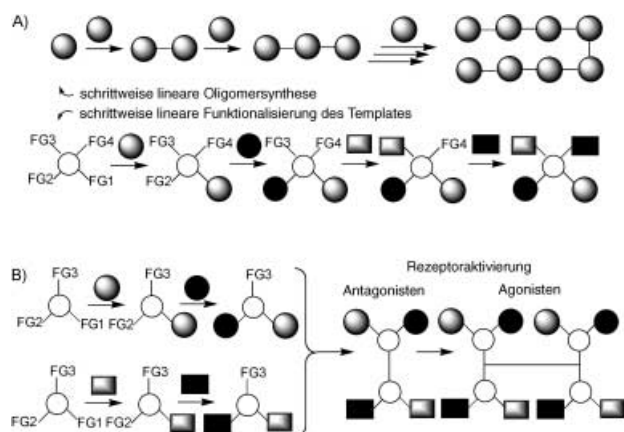 A)
schrittweise lineare Oligomersynthese
schrittweise lineare Funktionalisierung des Templates
FG3 FG4 FG3 FG4 FG3 FG4 FG4
FG2 FG1 FG2
B)
Rezeptoraktivierung
FG3 FG3 FG3
Antagonisten Agonisten
FG2 FG1 FG2
FG3 FG3 FG3
FG2 FG1 FG2